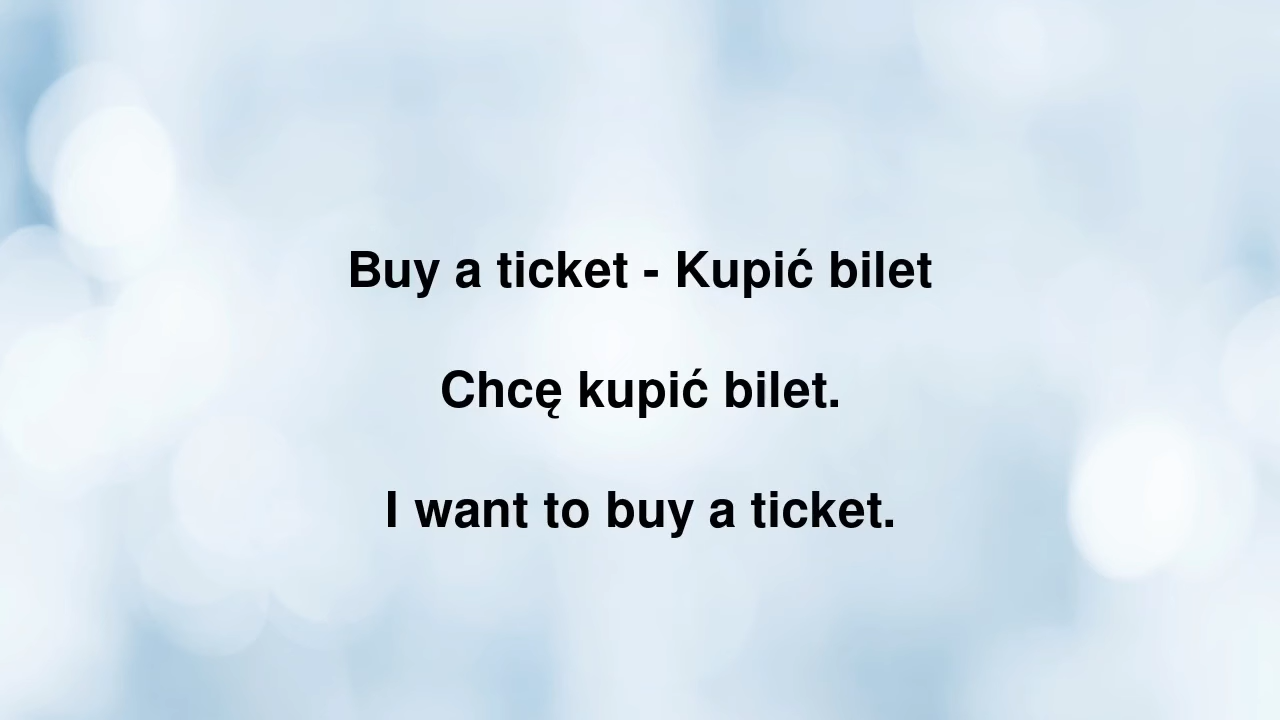 Buy a ticket - Kupić bilet
Chcę kupić bilet.
I want to buy a ticket.